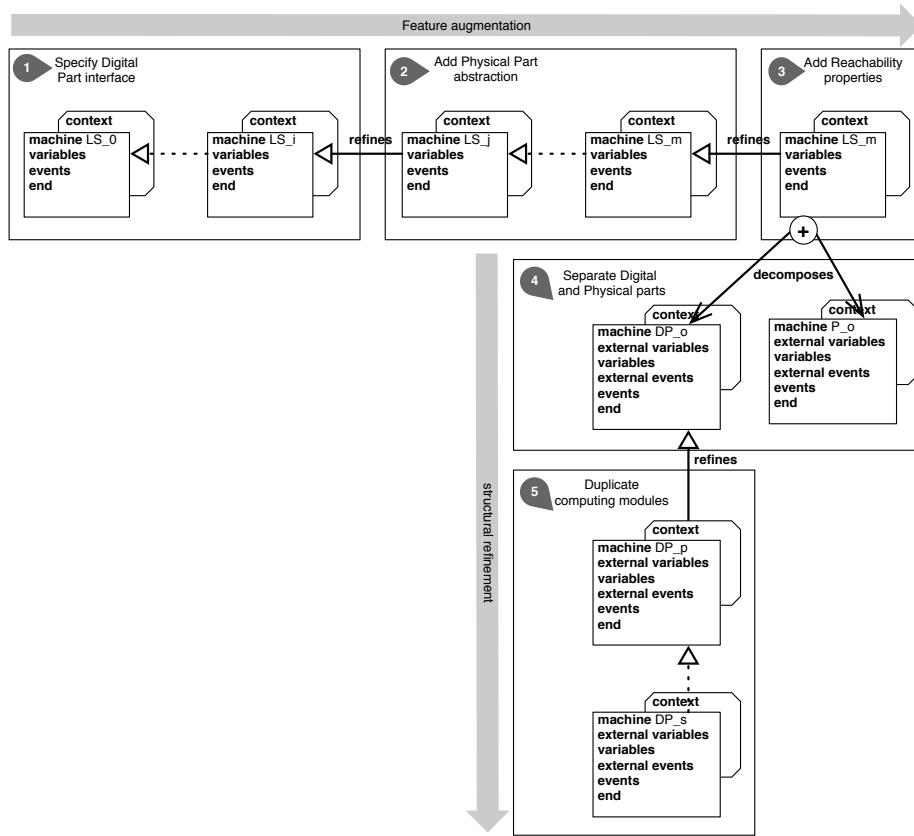 Feature augmentation
1
Specify Digital
Part interface
context
machine LS_0
variables
events
end
context
machine LS_i
variables
events
end
refines
2
Add Physical Part
abstraction
context
machine LS_j
variables
events
end
context
machine LS_m
variables
events
end
refines
3
Add Reachability
properties
context
machine LS_m
variables
events
end
+
decomposes
structural refinement
4
Separate Digital
and Physical parts
context
machine DP_o
external variables
variables
external events
events
end
context
machine P_o
external variables
variables
external events
events
end
refines
5
Duplicate
computing modules
context
machine DP_p
external variables
variables
external events
events
end
context
machine DP_s
external variables
variables
external events
events
end